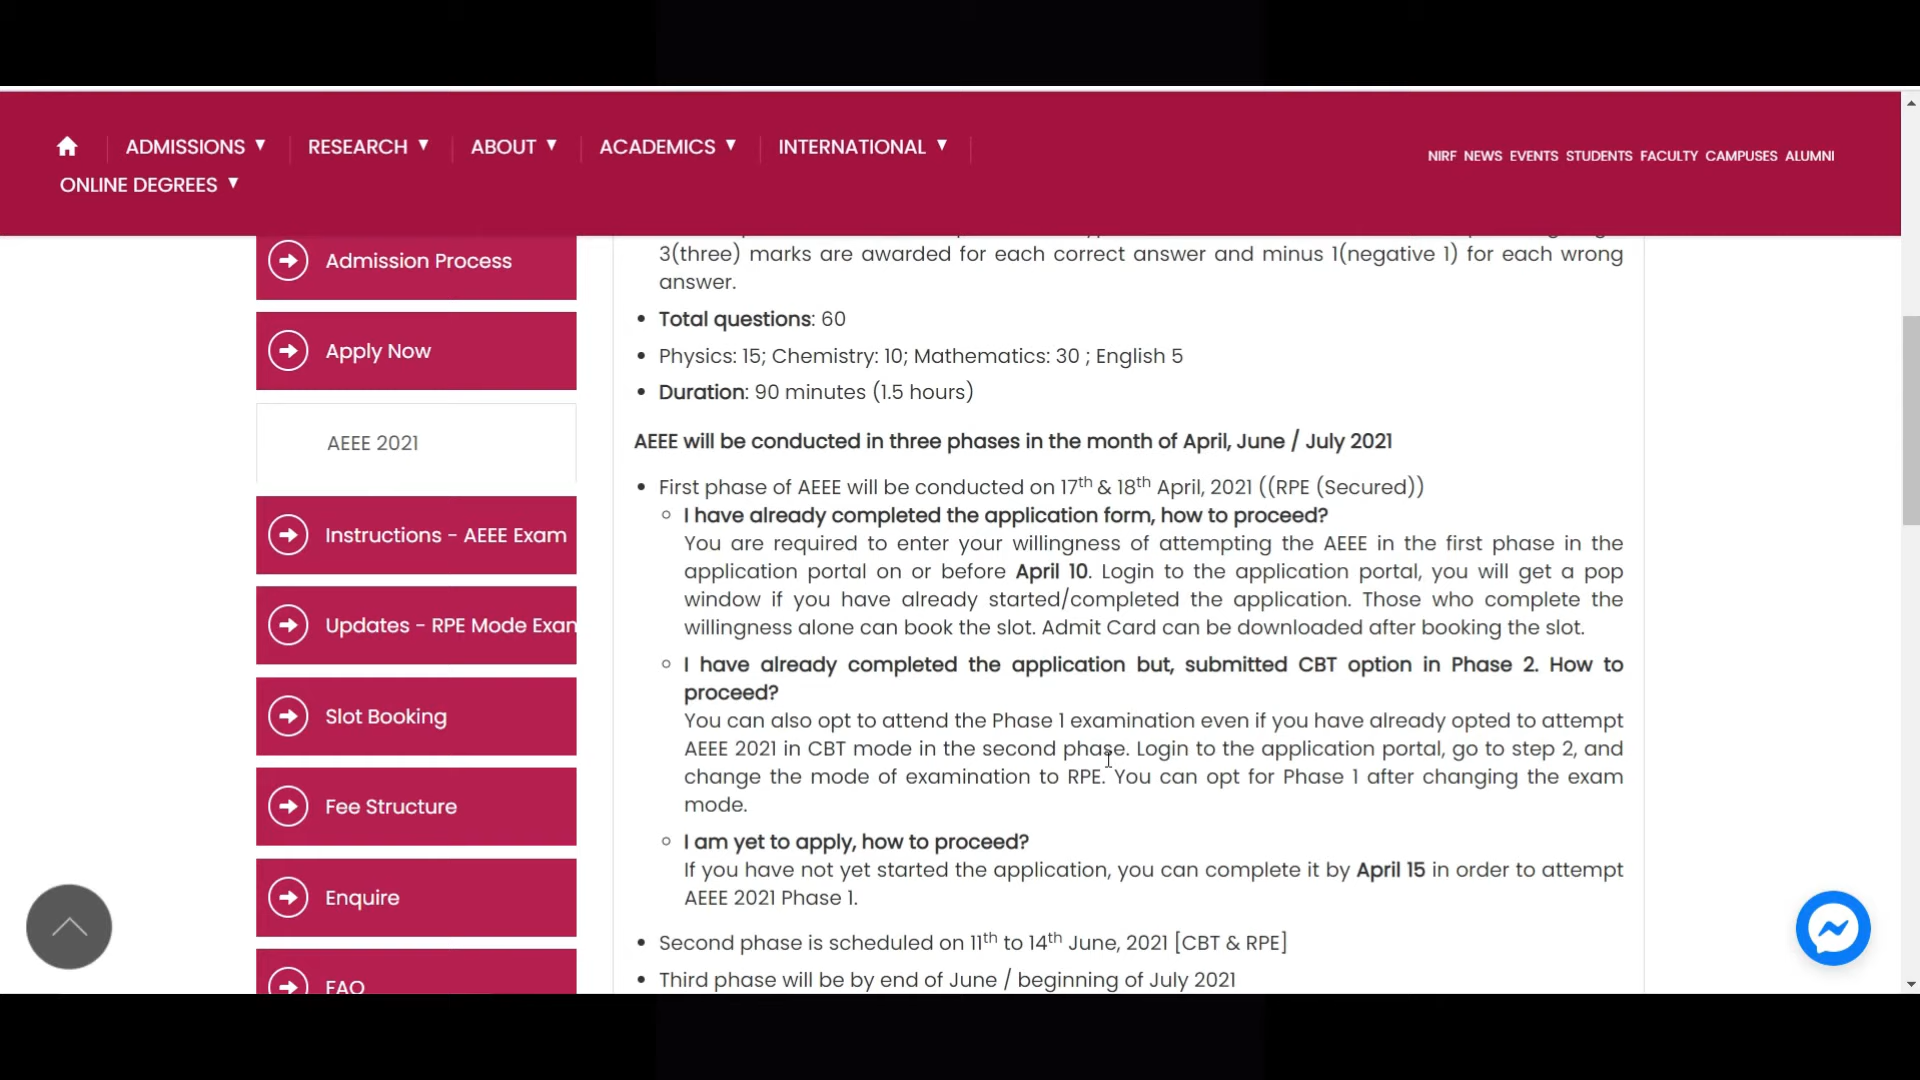 ADMISSIONS ▼ RESEARCH ▼ ABOUT ▼ ACADEMICS ▼ INTERNATIONAL ▼
ONLINE DEGREES ▼
NIRF NEWS EVENTS STUDENTS FACULTY CAMPUSES ALUMNI
Admission Process
Apply Now
AEEE 2021
Instructions - AEEE Exam
Updates - RPE Mode Exan
Slot Booking
Fee Structure
Enquire
FAQ
3(three) marks are awarded for each correct answer and minus 1(negative 1) for each wrong
answer.
• Total questions: 60
• Physics: 15; Chemistry: 10; Mathematics: 30 ; English 5
• Duration: 90 minutes (1.5 hours)
AEEE will be conducted in three phases in the month of April, June / July 2021
• First phase of AEEE will be conducted on 17th & 18th April, 2021 ((RPE (Secured))
I have already completed the application form, how to proceed?
You are required to enter your willingness of attempting the AEEE in the first phase in the
application portal on or before April 10. Login to the application portal, you will get a pop
window if you have already started/completed the application. Those who complete the
willingness alone can book the slot. Admit Card can be downloaded after booking the slot.
I have already completed the application but, submitted CBT option in Phase 2. How to
proceed?
You can also opt to attend the Phase 1 examination even if you have already opted to attempt
AEEE 2021 in CBT mode in the second phase. Login to the application portal, go to step 2, and
change the mode of examination to RPE. You can opt for Phase 1 after changing the exam
mode.
I am yet to apply, how to proceed?
If you have not yet started the application, you can complete it by April 15 in order to attempt
AEEE 2021 Phase 1.
• Second phase is scheduled on 11th to 14th June, 2021 [CBT & RPE]
• Third phase will be by end of June / beginning of July 2021